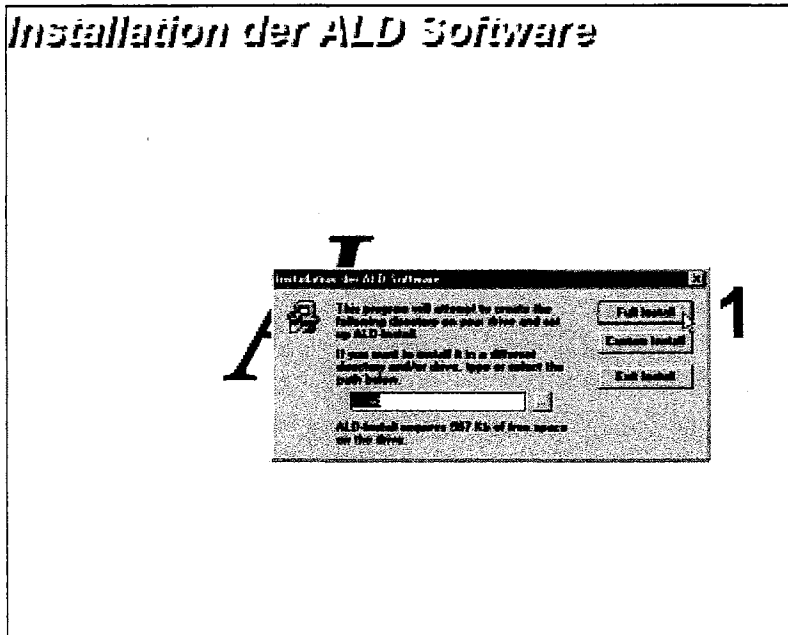 Installation der ALD Software
Installation der ALD Software
This program will attempt to create the
following directory on your drive and set
up ALD-Install.
If you want to install it in a different
directory and/or drive, type or select the
path below.
...
ALD-Install requires 987 Kb of free space
on the drive.
Full Install
Custom Install
Exit Install
1